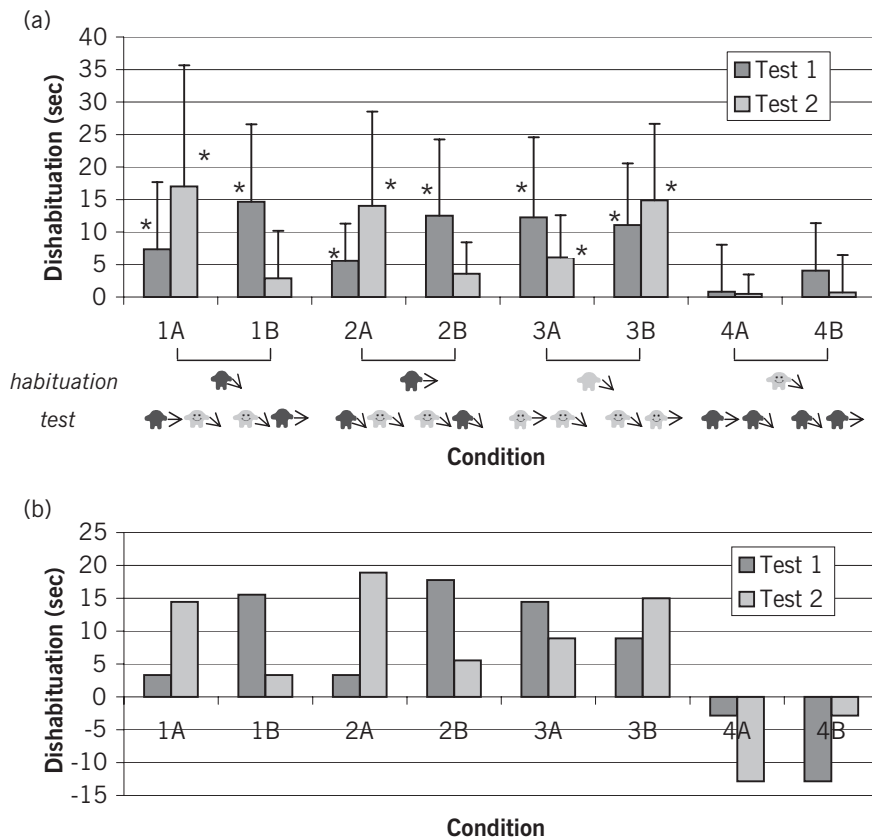 (a)
40
35
30
25
20
15
10
5
0
Dishabituation (sec)
Test 1
Test 2
* * * * * * * * * *
1A 1B 2A 2B 3A 3B 4A 4B
habituation
test
Condition
(b)
25
20
15
10
5
0
-5
-10
-15
Dishabituation (sec)
Test 1
Test 2
1A 1B 2A 2B 3A 3B 4A 4B
Condition